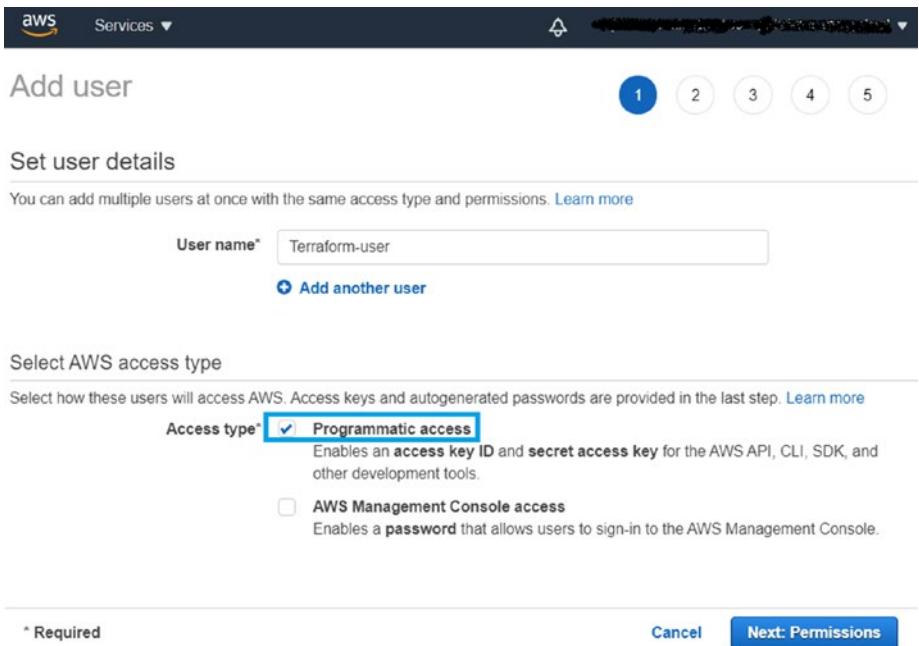 aws
Services ▼
Add user
1 2 3 4 5
Set user details
You can add multiple users at once with the same access type and permissions. Learn more
User name* Terraform-user
Add another user
Select AWS access type
Select how these users will access AWS. Access keys and autogenerated passwords are provided in the last step. Learn more
Access type* Programmatic access
Enables an access key ID and secret access key for the AWS API, CLI, SDK, and
other development tools.
AWS Management Console access
Enables a password that allows users to sign-in to the AWS Management Console.
* Required
Cancel Next: Permissions